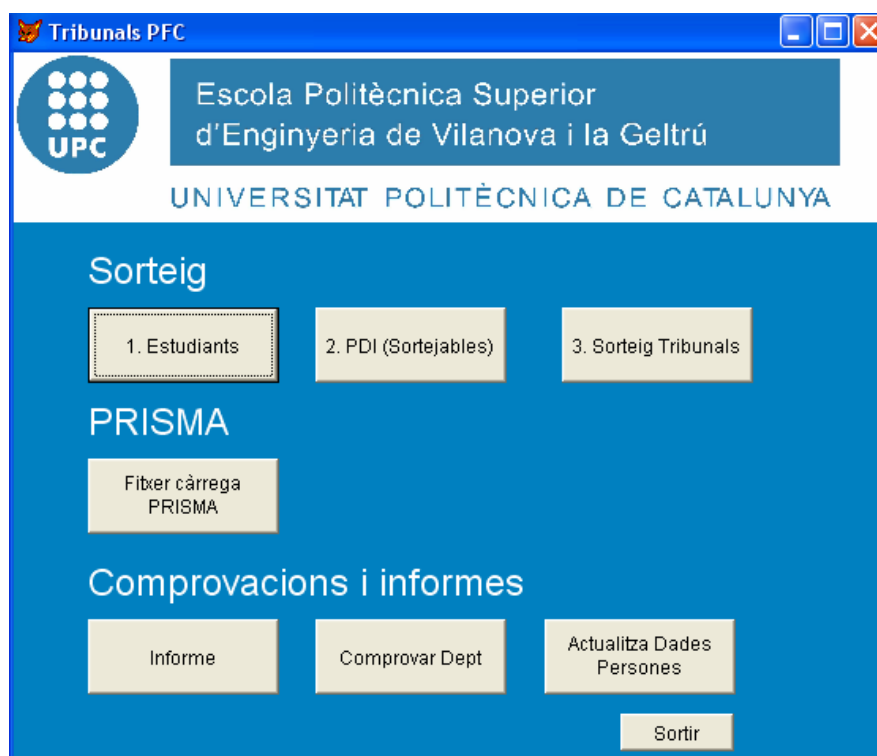 Tribunals PFC
UPC
Escola Politècnica Superior
d'Enginyeria de Vilanova i la Geltrú
UNIVERSITAT POLITÈCNICA DE CATALUNYA
Sorteig
1. Estudiants
2. PDI (Sortejables)
3. Sorteig Tribunals
PRISMA
Fitxer càrrega
PRISMA
Comprovacions i informes
Informe
Comprovar Dept
Actualitza Dades
Persones
Sortir